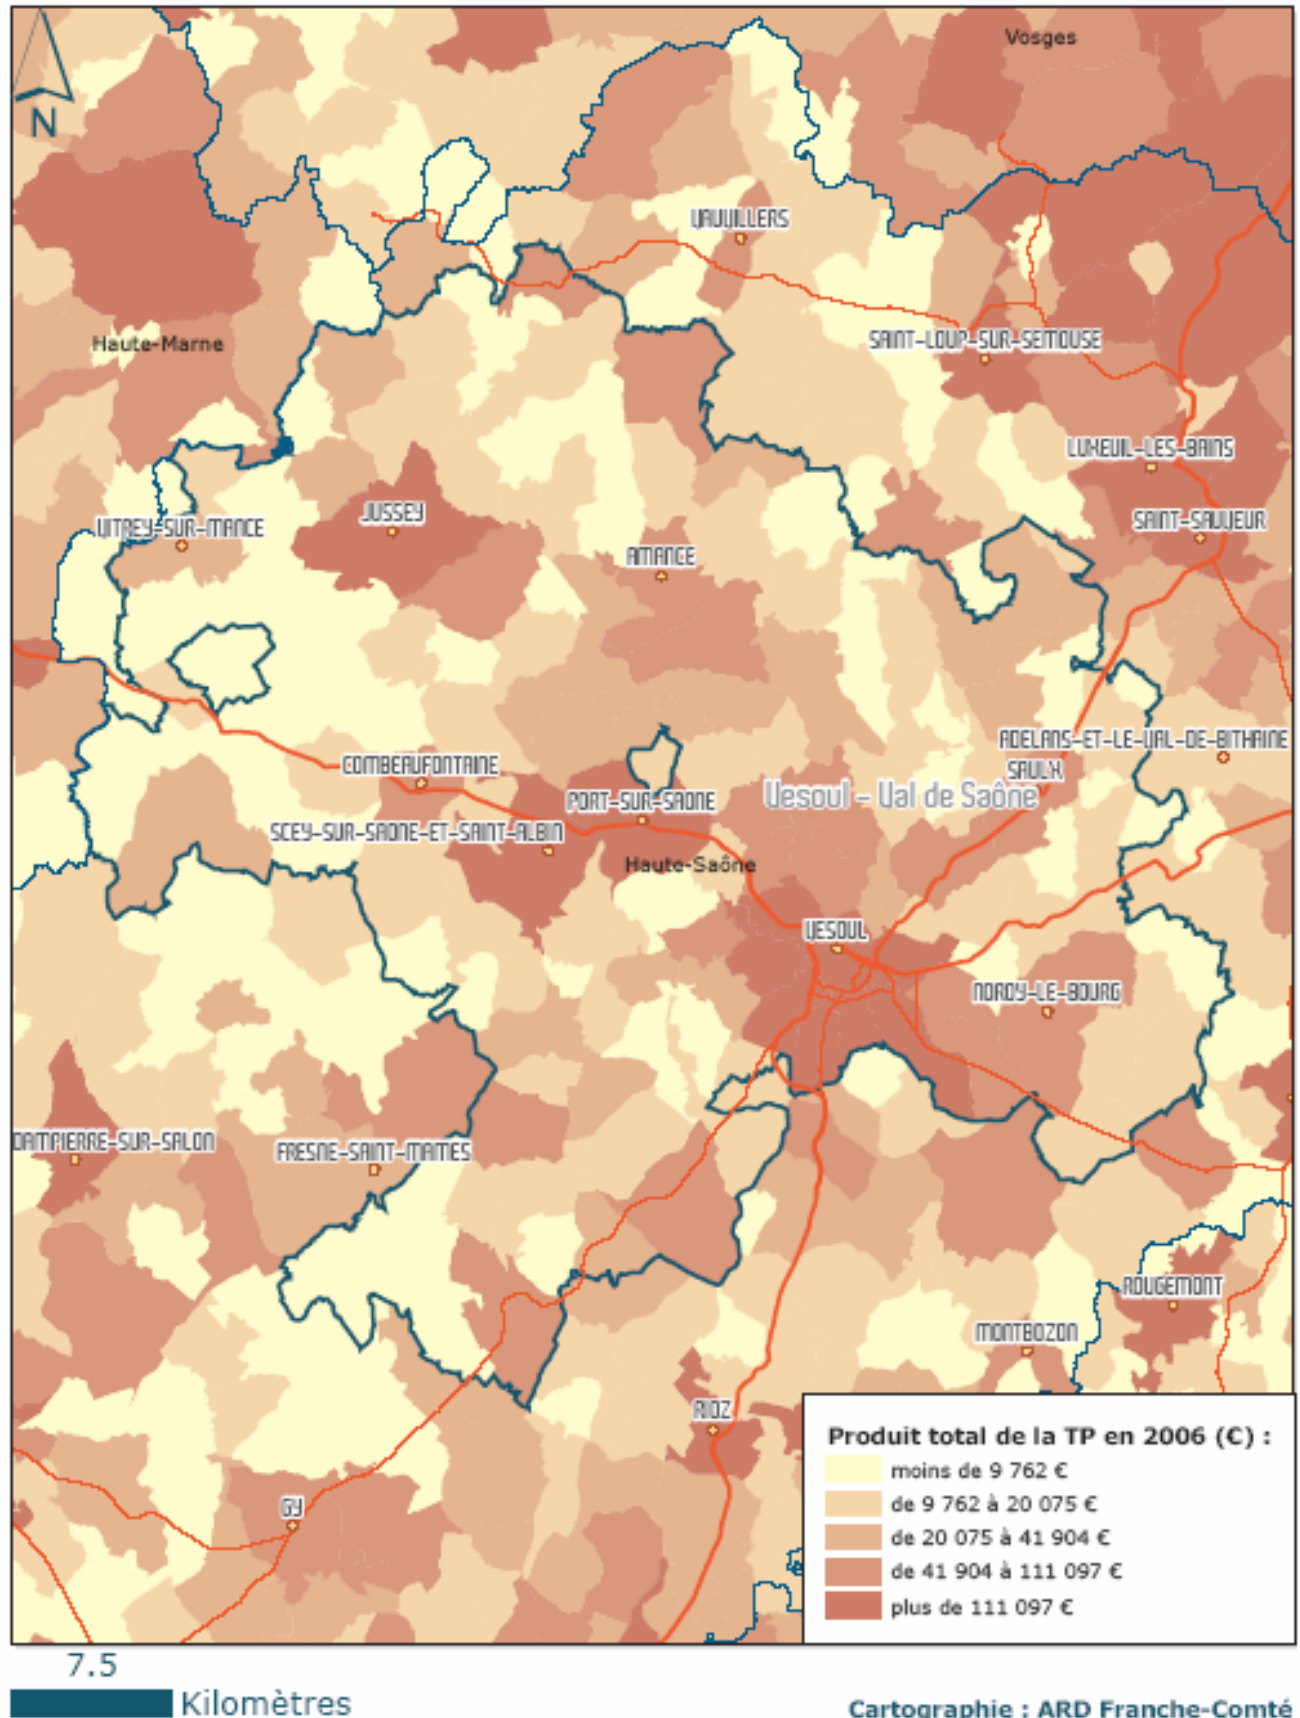 Vosges
N
VAUVILLERS
Haute-Marne
SAINT-LOUP-SUR-SEMOUSE
LUXEUIL-LES-BAINS
JUSSEY
SAINT-SAUVEUR
VITREY-SUR-MANCE
AMANCE
ADELANS-ET-LE-VAL-DE-BITHAINE
COMBEAUFONTAINE
SAULX
Vesoul - Val de Saône
PORT-SUR-SAONE
SCEY-SUR-SAONE-ET-SAINT-ALBIN
Haute-Saône
VESOUL
NOROY-LE-BOURG
DAMPIERRE-SUR-SALON
FRESNE-SAINT-MAMES
ROUGEMONT
MONTBOZON
RIOZ
GY
Produit total de la TP en 2006 (€) :
moins de 9 762 €
de 9 762 à 20 075 €
de 20 075 à 41 904 €
de 41 904 à 111 097 €
plus de 111 097 €
7.5
Kilomètres
Cartographie : ARD Franche-Comté